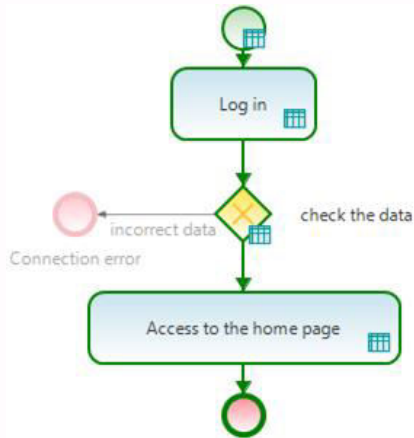 Log in
check the data
incorrect data
Connection error
Access to the home page